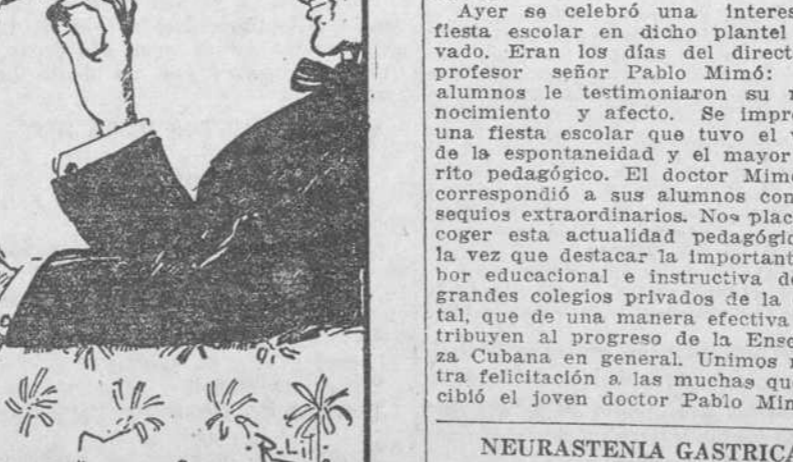 Ayer se celebró una interes
fiesta escolar en dicho plantel
vado. Eran los días del direct
profesor señor Pablo Mimó:
alumnos le testimoniaron su r
nocimiento y afecto. Se impro
una fiesta escolar que tuvo el v
de la espontaneidad y el mayor
rito pedagógico. El doctor Mimó
correspondió a sus alumnos con
sequios extraordinarios. Nos place
coger esta actualidad pedagógic
la vez que destacar la important
bor educacional e instructiva de
grandes colegios privados de la
tal, que de una manera efectiva
tribuyen al progreso de la Ense
za Cubana en general. Unimos n
tra felicitación a las muchas que
cibió el joven doctor Pablo Mim
NEURASTENIA GASTRICA